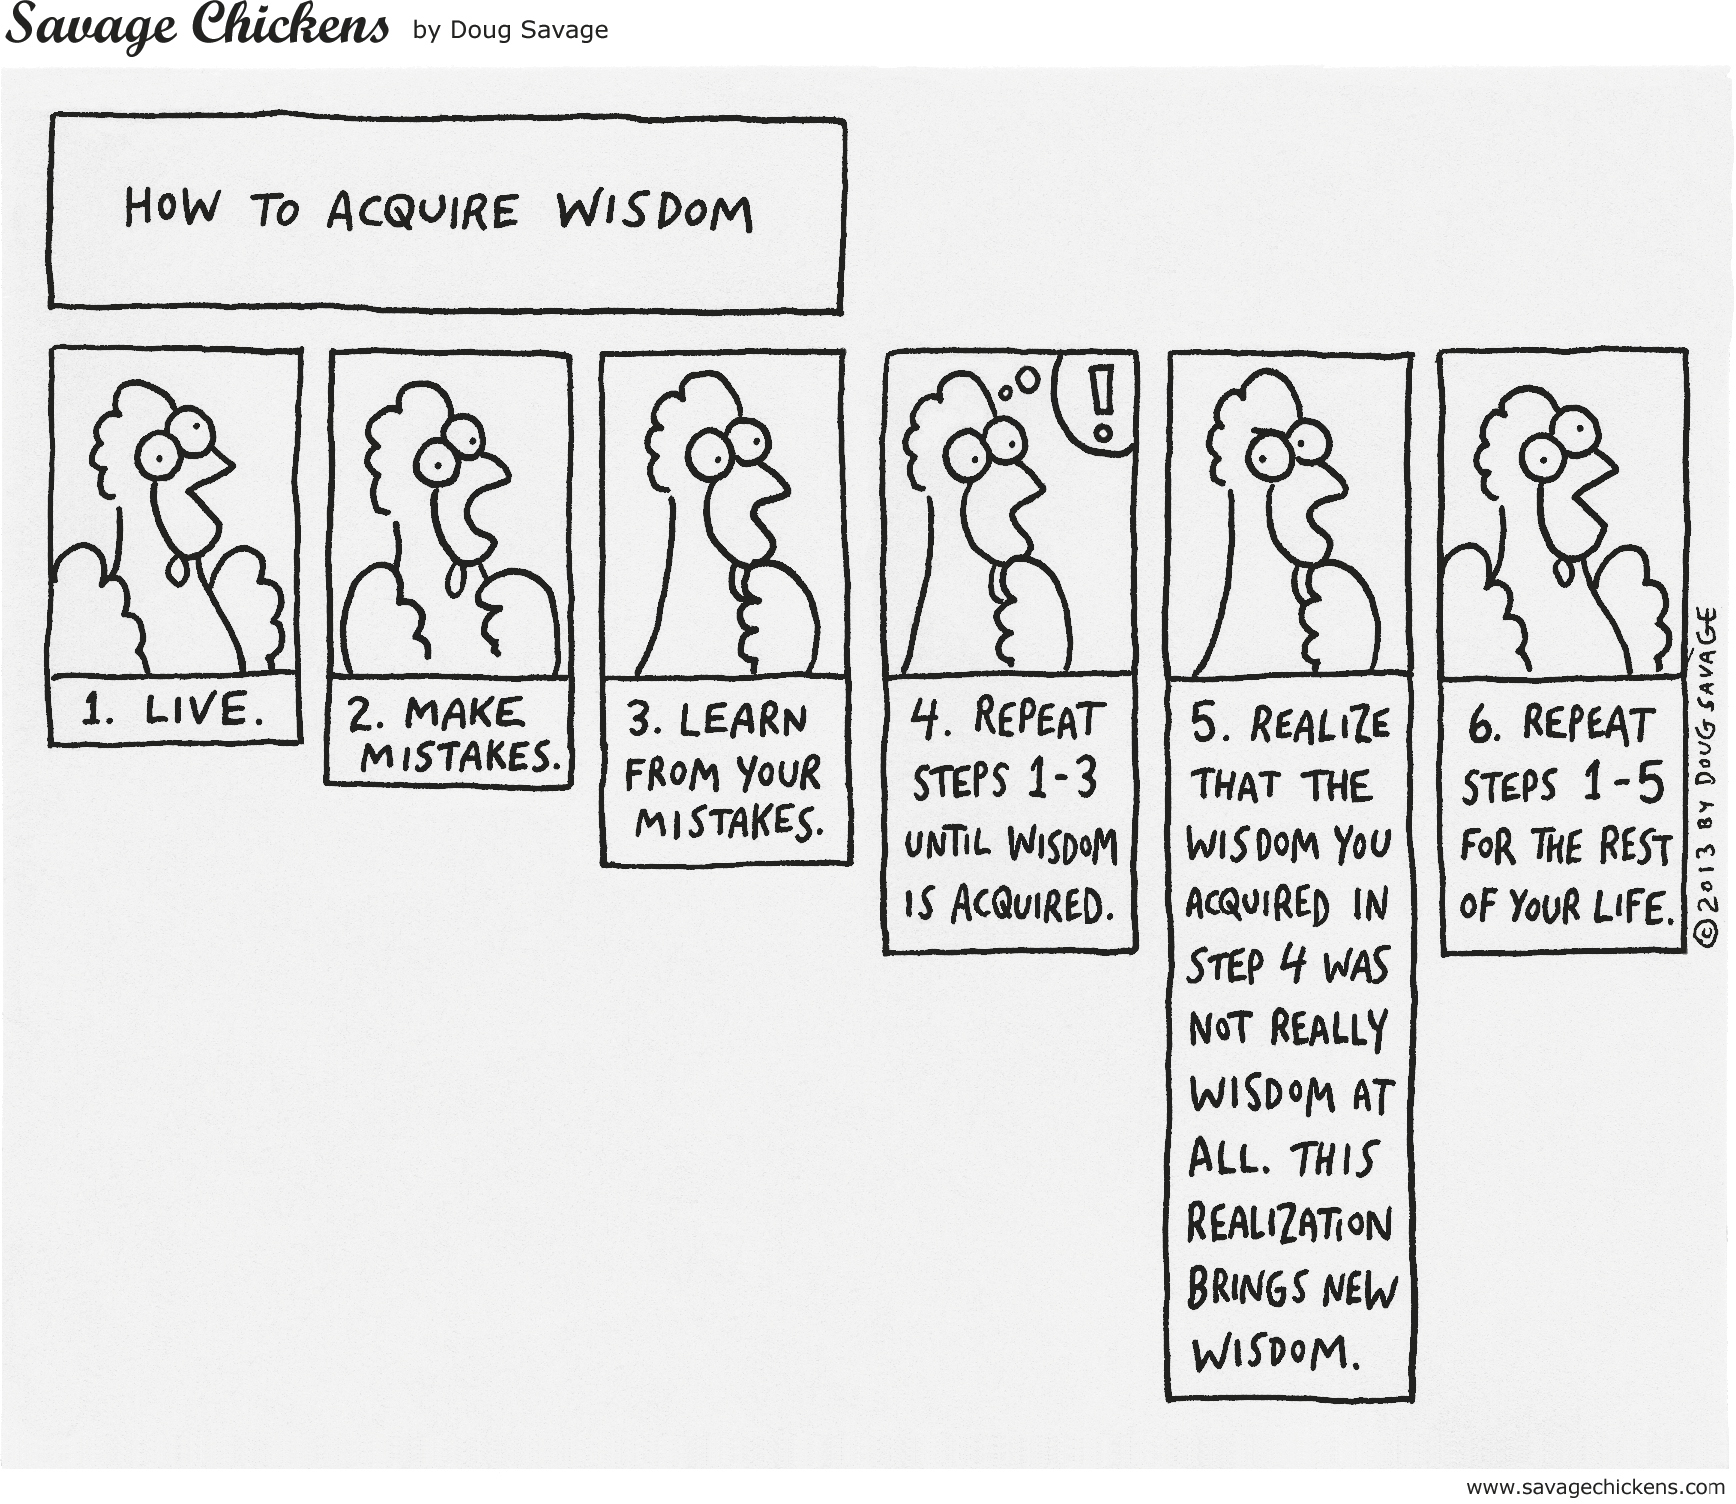 Savage Chickens by Doug Savage
HOW TO ACQUIRE WISDOM
1. LIVE.
2. MAKE
MISTAKES.
3. LEARN
FROM YOUR
MISTAKES.
!
4. REPEAT
STEPS 1-3
UNTIL WISDOM
IS ACQUIRED.
5. REALIZE
THAT THE
WISDOM YOU
ACQUIRED IN
STEP 4 WAS
NOT REALLY
WISDOM AT
ALL. THIS
REALIZATION
BRINGS NEW
WISDOM.
6. REPEAT
STEPS 1-5
FOR THE REST
OF YOUR LIFE.
©2013 BY DOUG SAVAGE
www.savagechickens.com